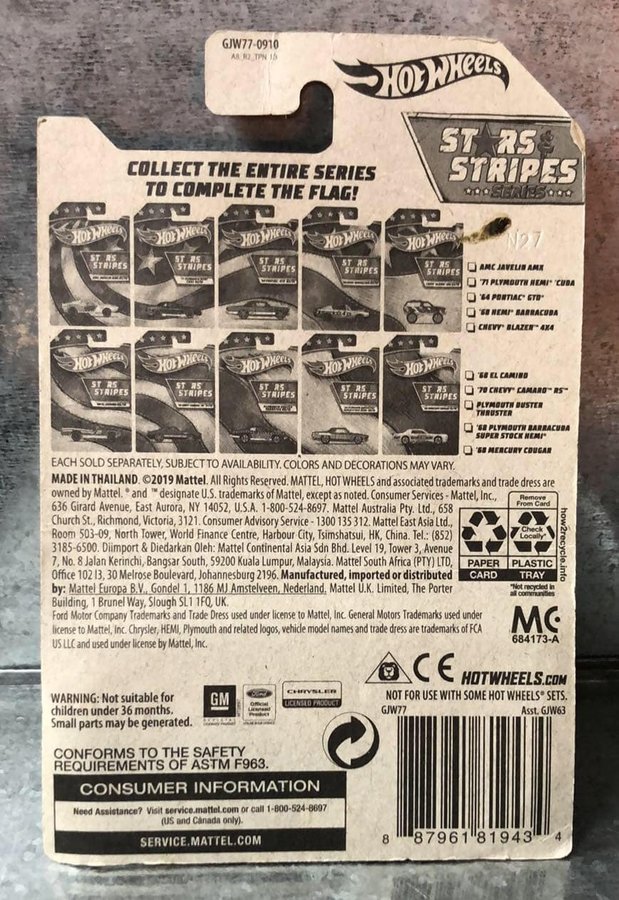 GJW77-0910
A8_R2_TPN 1/1
HOT WHEELS
ST RS &
STRIPES
SERIES
COLLECT THE ENTIRE SERIES
TO COMPLETE THE FLAG!
N27
AMC JAVELIN AMX
'71 PLYMOUTH HEMI® 'CUDA
'64 PONTIAC® GTO®
'68 HEMI® BARRACUDA
CHEVY® BLAZER™ 4X4
'68 EL CAMINO
'70 CHEVY® CAMARO® RS™
PLYMOUTH DUSTER
THRUSTER
'68 PLYMOUTH BARRACUDA
SUPER STOCK HEMI®
'68 MERCURY COUGAR
EACH SOLD SEPARATELY, SUBJECT TO AVAILABILITY. COLORS AND DECORATIONS MAY VARY.
MADE IN THAILAND. ©2019 Mattel. All Rights Reserved. MATTEL, HOT WHEELS and associated trademarks and trade dress are
owned by Mattel. ® and ™ designate U.S. trademarks of Mattel, except as noted. Consumer Services - Mattel, Inc.,
636 Girard Avenue, East Aurora, NY 14052, U.S.A. 1-800-524-8697. Mattel Australia Pty. Ltd., 658
Church St., Richmond, Victoria, 3121. Consumer Advisory Service - 1300 135 312. Mattel East Asia Ltd.,
Room 503-09, North Tower, World Finance Centre, Harbour City, Tsimshatsui, HK, China. Tel.: (852)
3185-6500. Diimport & Diedarkan Oleh: Mattel Continental Asia Sdn Bhd. Level 19, Tower 3, Avenue
7, No. 8 Jalan Kerinchi, Bangsar South, 59200 Kuala Lumpur, Malaysia. Mattel South Africa (PTY) LTD,
Office 102 I3, 30 Melrose Boulevard, Johannesburg 2196. Manufactured, imported or distributed
by: Mattel Europa B.V., Gondel 1, 1186 MJ Amstelveen, Nederland. Mattel U.K. Limited, The Porter
Building, 1 Brunel Way, Slough SL1 1FQ, UK.
Ford Motor Company Trademarks and Trade Dress used under license to Mattel, Inc. General Motors Trademarks used under
license to Mattel, Inc. Chrysler, HEMI, Plymouth and related logos, vehicle model names and trade dress are trademarks of FCA
US LLC and used under license by Mattel, Inc.
Remove
From Card
Check
Locally*
PAPER
CARD
PLASTIC
TRAY
*Not recycled in
all communities
how2recycle.info
MC
684173-A
CE
HOTWHEELS.COM
NOT FOR USE WITH SOME HOT WHEELS® SETS.
GJW77
Asst. GJW63
WARNING: Not suitable for
children under 36 months.
Small parts may be generated.
GM
Ford
Official
Licensed
Product
CHRYSLER
LICENSED PRODUCT
CONFORMS TO THE SAFETY
REQUIREMENTS OF ASTM F963.
CONSUMER INFORMATION
Need Assistance? Visit service.mattel.com or call 1-800-524-8697
(US and Canada only).
SERVICE.MATTEL.COM
8 87961 81943 4